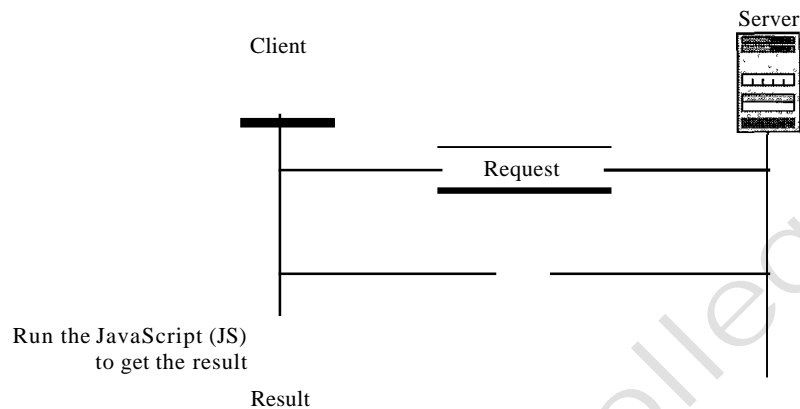 Server
Client
Request
Run the JavaScript (JS)
to get the result
Result